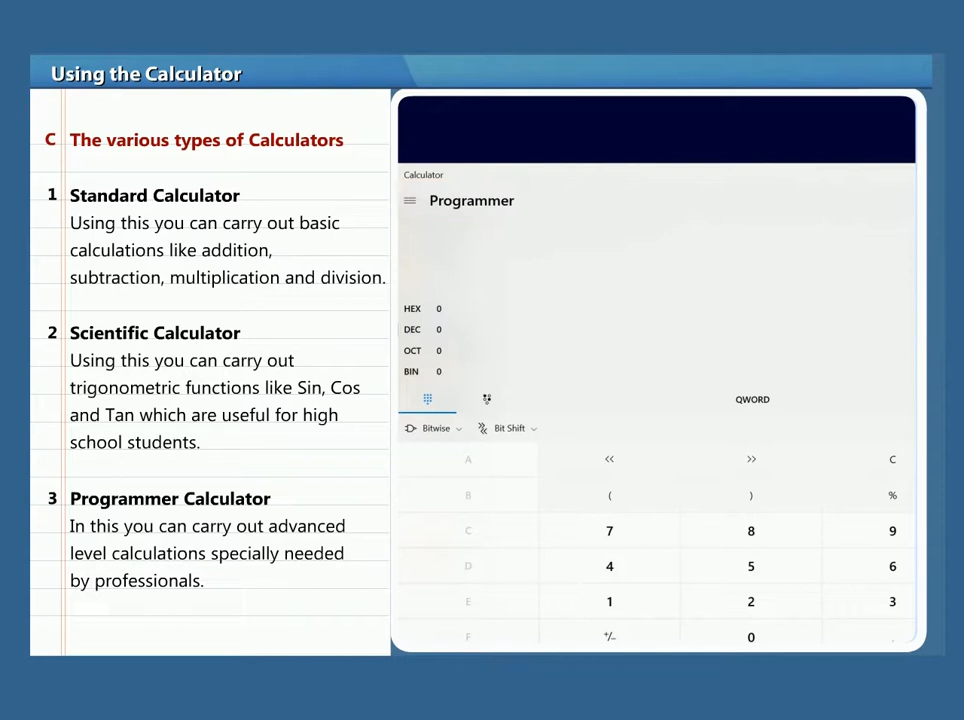 Using the Calculator
C The various types of Calculators
1 Standard Calculator
Using this you can carry out basic
calculations like addition,
subtraction, multiplication and division.
2 Scientific Calculator
Using this you can carry out
trigonometric functions like Sin, Cos
and Tan which are useful for high
school students.
3 Programmer Calculator
In this you can carry out advanced
level calculations specially needed
by professionals.
Calculator
Programmer
HEX 0
DEC 0
OCT 0
BIN 0
QWORD
Bitwise Bit Shift
A << >> C
B ( ) %
C 7 8 9
D 4 5 6
E 1 2 3
F +/- 0 .